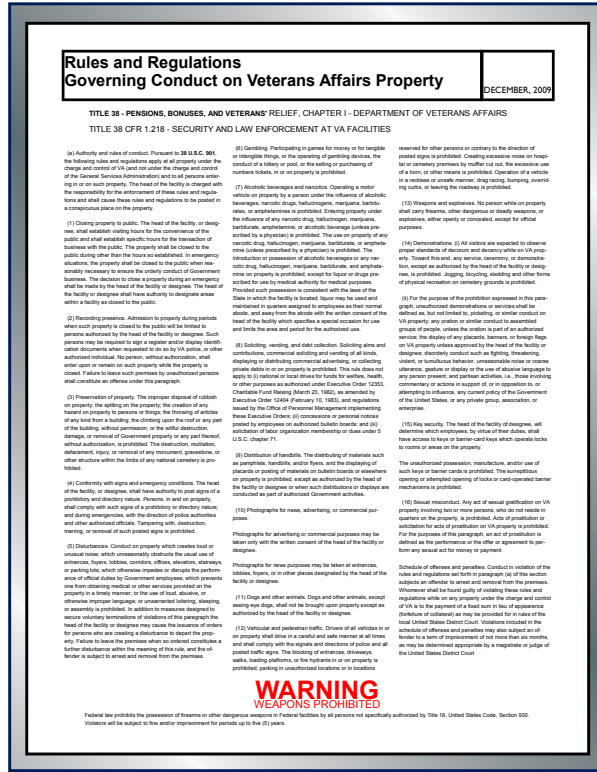 Rules and Regulations
Governing Conduct on Veterans Affairs Property
DECEMBER, 2009
TITLE 38 - PENSIONS, BONUSES, AND VETERANS' RELIEF, CHAPTER I - DEPARTMENT OF VETERANS AFFAIRS
TITLE 38 CFR 1.218 - SECURITY AND LAW ENFORCEMENT AT VA FACILITIES
(a) Authority and rules of conduct. Pursuant to 38 U.S.C. 901,
the following rules and regulations apply at all property under the
charge and control of VA (and not under the charge and control
of the General Services Administration) and to all persons enter-
ing in or on such property. The head of the facility is charged with
the responsibility for the enforcement of these rules and regula-
tions and shall cause these rules and regulations to be posted in
a conspicuous place on the property.
(1) Closing property to public. The head of the facility, or desig-
nee, shall establish visiting hours for the convenience of the
public and shall establish specific hours for the transaction of
business with the public. The property shall be closed to the
public during other than the hours so established. In emergency
situations, the property shall be closed to the public when rea-
sonably necessary to ensure the orderly conduct of Government
business. The decision to close a property during an emergency
shall be made by the head of the facility or designee. The head of
the facility or designee shall have authority to designate areas
within a facility as closed to the public.
(2) Recording presence. Admission to property during periods
when such property is closed to the public will be limited to
persons authorized by the head of the facility or designee. Such
persons may be required to sign a register and/or display identifi-
cation documents when requested to do so by VA police, or other
authorized individual. No person, without authorization, shall
enter upon or remain on such property while the property is
closed. Failure to leave such premises by unauthorized persons
shall constitute an offense under this paragraph.
(3) Preservation of property. The improper disposal of rubbish
on property; the spitting on the property; the creation of any
hazard on property to persons or things; the throwing of articles
of any kind from a building; the climbing upon the roof or any part
of the building, without permission; or the willful destruction,
damage, or removal of Government property or any part thereof,
without authorization, is prohibited. The destruction, mutilation,
defacement, injury, or removal of any monument, gravestone, or
other structure within the limits of any national cemetery is pro-
hibited.
(4) Conformity with signs and emergency conditions. The head
of the facility, or designee, shall have authority to post signs of a
prohibitory and directory nature. Persons, in and on property,
shall comply with such signs of a prohibitory or directory nature,
and during emergencies, with the direction of police authorities
and other authorized officials. Tampering with, destruction,
marring, or removal of such posted signs is prohibited.
(5) Disturbances. Conduct on property which creates loud or
unusual noise; which unreasonably obstructs the usual use of
entrances, foyers, lobbies, corridors, offices, elevators, stairways,
or parking lots; which otherwise impedes or disrupts the perform-
ance of official duties by Government employees; which prevents
one from obtaining medical or other services provided on the
property in a timely manner; or the use of loud, abusive, or
otherwise improper language; or unwarranted loitering, sleeping,
or assembly is prohibited. In addition to measures designed to
secure voluntary terminations of violations of this paragraph the
head of the facility or designee may cause the issuance of orders
for persons who are creating a disturbance to depart the prop-
erty. Failure to leave the premises when so ordered constitutes a
further disturbance within the meaning of this rule, and the of-
fender is subject to arrest and removal from the premises.
(6) Gambling. Participating in games for money or for tangible
or intangible things, or the operating of gambling devices, the
conduct of a lottery or pool, or the selling or purchasing of
numbers tickets, in or on property is prohibited.
(7) Alcoholic beverages and narcotics. Operating a motor
vehicle on property by a person under the influence of alcoholic
beverages, narcotic drugs, hallucinogens, marijuana, barbitu-
rates, or amphetamines is prohibited. Entering property under
the influence of any narcotic drug, hallucinogen, marijuana,
barbiturate, amphetamine, or alcoholic beverage (unless pre-
scribed by a physician) is prohibited. The use on property of any
narcotic drug, hallucinogen, marijuana, barbiturate, or ampheta-
mine (unless prescribed by a physician) is prohibited. The
introduction or possession of alcoholic beverages or any nar-
cotic drug, hallucinogen, marijuana, barbiturate, and ampheta-
mine on property is prohibited, except for liquor or drugs pre-
scribed for use by medical authority for medical purposes.
Provided such possession is consistent with the laws of the
State in which the facility is located, liquor may be used and
maintained in quarters assigned to employees as their normal
abode, and away from the abode with the written consent of the
head of the facility which specifies a special occasion for use
and limits the area and period for the authorized use.
(8) Soliciting, vending, and debt collection. Soliciting alms and
contributions, commercial soliciting and vending of all kinds,
displaying or distributing commercial advertising, or collecting
private debts in or on property is prohibited. This rule does not
apply to (i) national or local drives for funds for welfare, health,
or other purposes as authorized under Executive Order 12353,
Charitable Fund Raising (March 23, 1982), as amended by
Executive Order 12404 (February 10, 1983), and regulations
issued by the Office of Personnel Management implementing
these Executive Orders; (ii) concessions or personal notices
posted by employees on authorized bulletin boards; and (iii)
solicitation of labor organization membership or dues under 5
U.S.C. chapter 71.
(9) Distribution of handbills. The distributing of materials such
as pamphlets, handbills, and/or flyers, and the displaying of
placards or posting of materials on bulletin boards or elsewhere
on property is prohibited, except as authorized by the head of
the facility or designee or when such distributions or displays are
conducted as part of authorized Government activities.
(10) Photographs for news, advertising, or commercial pur-
poses.
Photographs for advertising or commercial purposes may be
taken only with the written consent of the head of the facility or
designee.
Photographs for news purposes may be taken at entrances,
lobbies, foyers, or in other places designated by the head of the
facility or designee.
(11) Dogs and other animals. Dogs and other animals, except
seeing-eye dogs, shall not be brought upon property except as
authorized by the head of the facility or designee.
(12) Vehicular and pedestrian traffic. Drivers of all vehicles in or
on property shall drive in a careful and safe manner at all times
and shall comply with the signals and directions of police and all
posted traffic signs. The blocking of entrances, driveways,
walks, loading platforms, or fire hydrants in or on property is
prohibited; parking in unauthorized locations or in locations
reserved for other persons or contrary to the direction of
posted signs is prohibited. Creating excessive noise on hospi-
tal or cemetery premises by muffler cut out, the excessive use
of a horn, or other means is prohibited. Operation of a vehicle
in a reckless or unsafe manner, drag racing, bumping, overrid-
ing curbs, or leaving the roadway is prohibited.
(13) Weapons and explosives. No person while on property
shall carry firearms, other dangerous or deadly weapons, or
explosives, either openly or concealed, except for official
purposes.
(14) Demonstrations. (i) All visitors are expected to observe
proper standards of decorum and decency while on VA prop-
erty. Toward this end, any service, ceremony, or demonstra-
tion, except as authorized by the head of the facility or desig-
nee, is prohibited. Jogging, bicycling, sledding and other forms
of physical recreation on cemetery grounds is prohibited.
(ii) For the purpose of the prohibition expressed in this para-
graph, unauthorized demonstrations or services shall be
defined as, but not limited to, picketing, or similar conduct on
VA property; any oration or similar conduct to assembled
groups of people, unless the oration is part of an authorized
service; the display of any placards, banners, or foreign flags
on VA property unless approved by the head of the facility or
designee; disorderly conduct such as fighting, threatening,
violent, or tumultuous behavior, unreasonable noise or coarse
utterance, gesture or display or the use of abusive language to
any person present; and partisan activities, i.e., those involving
commentary or actions in support of, or in opposition to, or
attempting to influence, any current policy of the Government
of the United States, or any private group, association, or
enterprise.
(15) Key security. The head of the facility of designee, will
determine which employees, by virtue of their duties, shall
have access to keys or barrier-card keys which operate locks
to rooms or areas on the property.
The unauthorized possession, manufacture, and/or use of
such keys or barrier cards is prohibited. The surreptitious
opening or attempted opening of locks or card-operated barrier
mechanisms is prohibited.
(16) Sexual misconduct. Any act of sexual gratification on VA
property involving two or more persons, who do not reside in
quarters on the property, is prohibited. Acts of prostitution or
solicitation for acts of prostitution on VA property is prohibited.
For the purposes of this paragraph, an act of prostitution is
defined as the performance or the offer or agreement to per-
form any sexual act for money or payment.
Schedule of offenses and penalties. Conduct in violation of the
rules and regulations set forth in paragraph (a) of this section
subjects an offender to arrest and removal from the premises.
Whomever shall be found guilty of violating these rules and
regulations while on any property under the charge and control
of VA is to the payment of a fixed sum in lieu of appearance
(forfeiture of collateral) as may be provided for in rules of the
local United States District Court. Violations included in the
schedule of offenses and penalties may also subject an of-
fender to a term of imprisonment of not more than six months,
as may be determined appropriate by a magistrate or judge of
the United States District Court
WARNING
WEAPONS PROHIBITED
Federal law prohibits the possession of firearms or other dangerous weapons in Federal facilities by all persons not specifically authorized by Title 18, United States Code, Section 930.
Violators will be subject to fine and/or imprisonment for periods up to five (5) years.